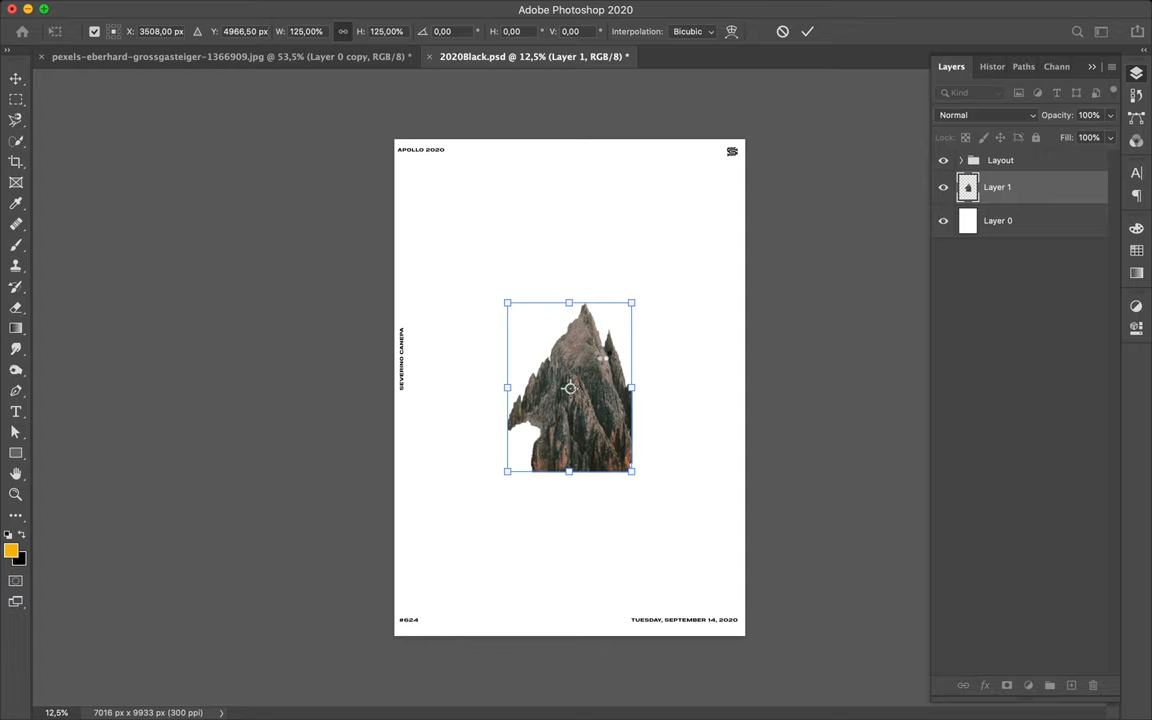 Adobe Photoshop 2020
X: 3508,00 px Y: 4966,50 px W: 125,00% H: 125,00% 0,00 ° H: 0,00 ° V: 0,00 ° Interpolation: Bicubic
pexels-eberhard-grossgasteiger-1366909.jpg @ 53,5% (Layer 0 copy, RGB/8) *
2020Black.psd @ 12,5% (Layer 1, RGB/8) *
Layers Histor Paths Chann
Kind
Normal Opacity: 100%
Lock: Fill: 100%
Layout
Layer 1
Layer 0
APOLLO 2020
SEVERINO CANEPA
#624
TUESDAY, SEPTEMBER 14, 2020
12,5% 7016 px x 9933 px (300 ppi)